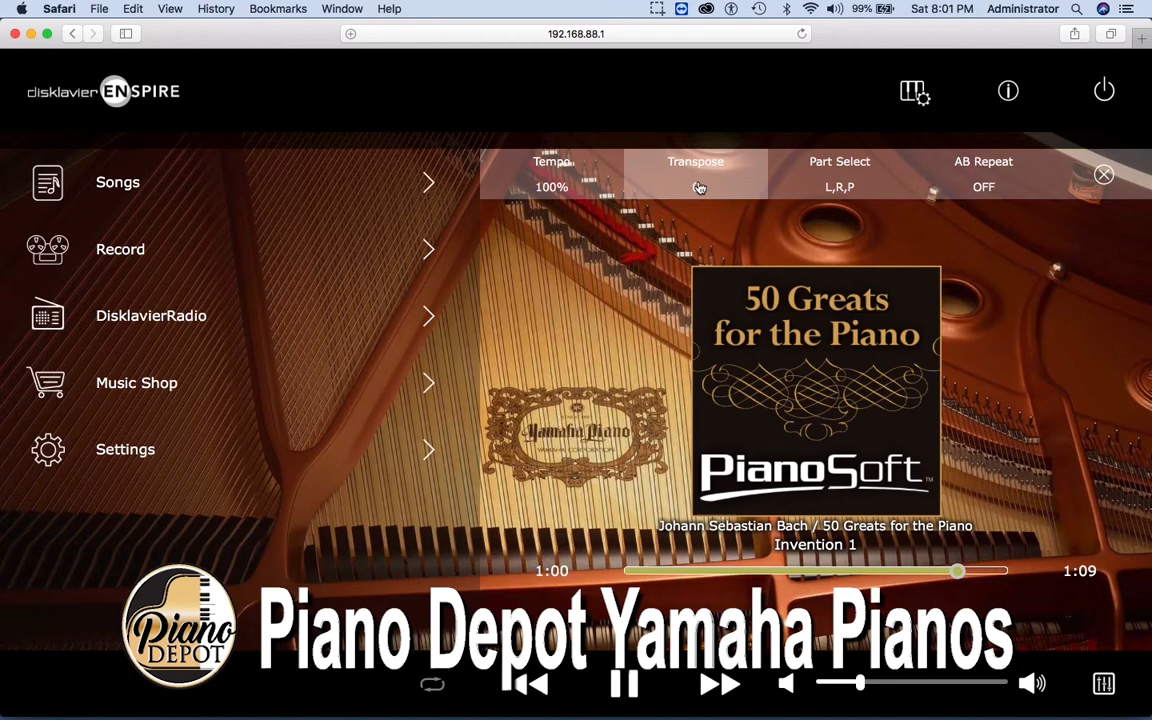 Safari File Edit View History Bookmarks Window Help 99% Sat 8:01 PM Administrator
192.168.88.1
disklavier ENSPIRE
Tempo Transpose Part Select AB Repeat
100% L,R,P OFF
Songs
Record
DisklavierRadio
Music Shop
Settings
50 Greats
for the Piano
Yamaha Piano
PianoSoft™
Johann Sebastian Bach / 50 Greats for the Piano
Invention 1
1:00 1:09
Piano
DEPOT
Piano Depot Yamaha Pianos